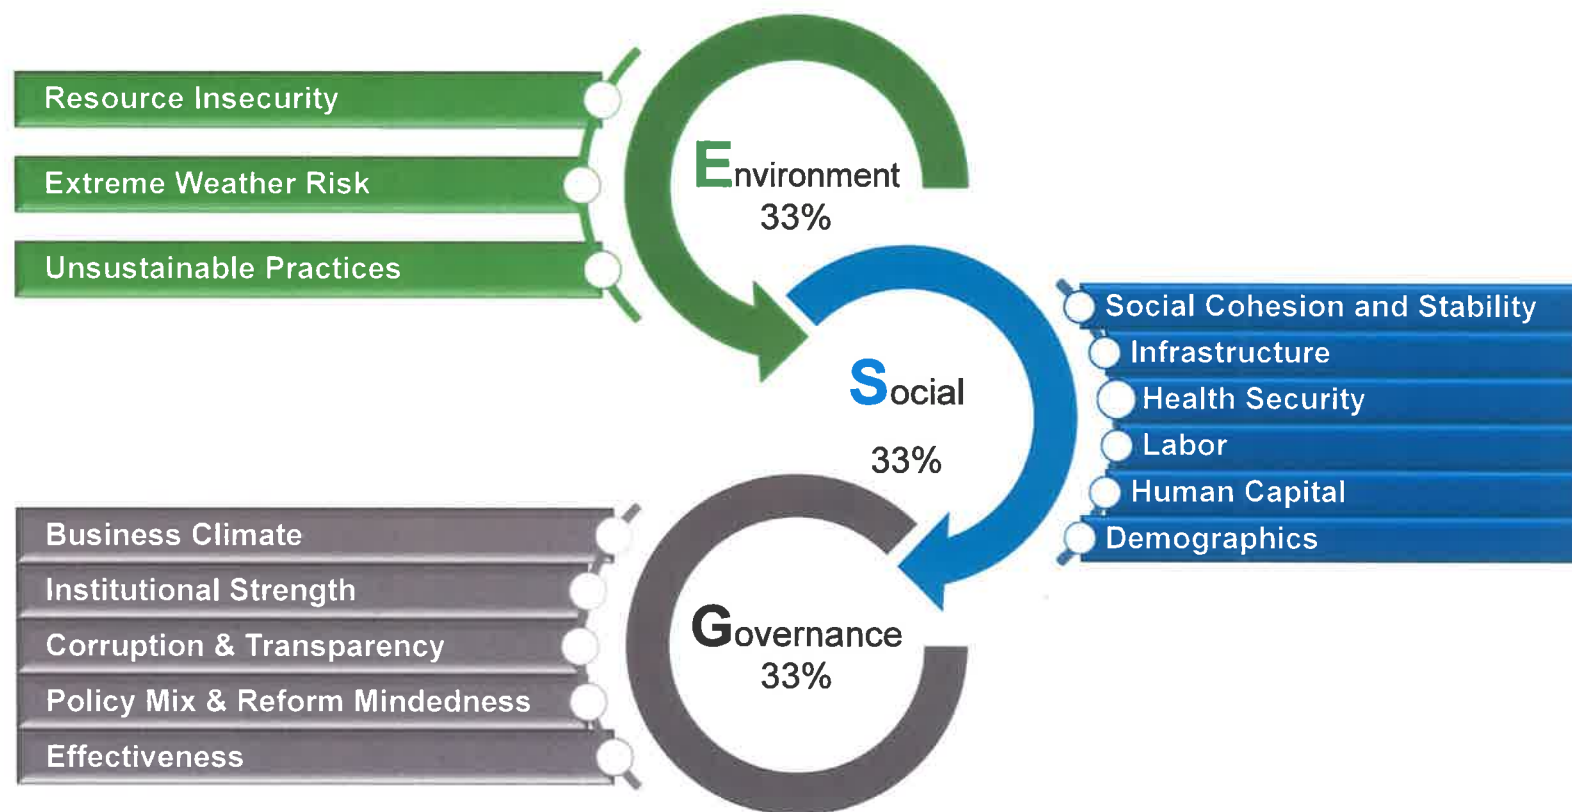 Resource Insecurity
Extreme Weather Risk
Unsustainable Practices
Environment
33%
Social
33%
Social Cohesion and Stability
Infrastructure
Health Security
Labor
Human Capital
Demographics
Business Climate
Institutional Strength
Corruption & Transparency
Policy Mix & Reform Mindedness
Effectiveness
Governance
33%